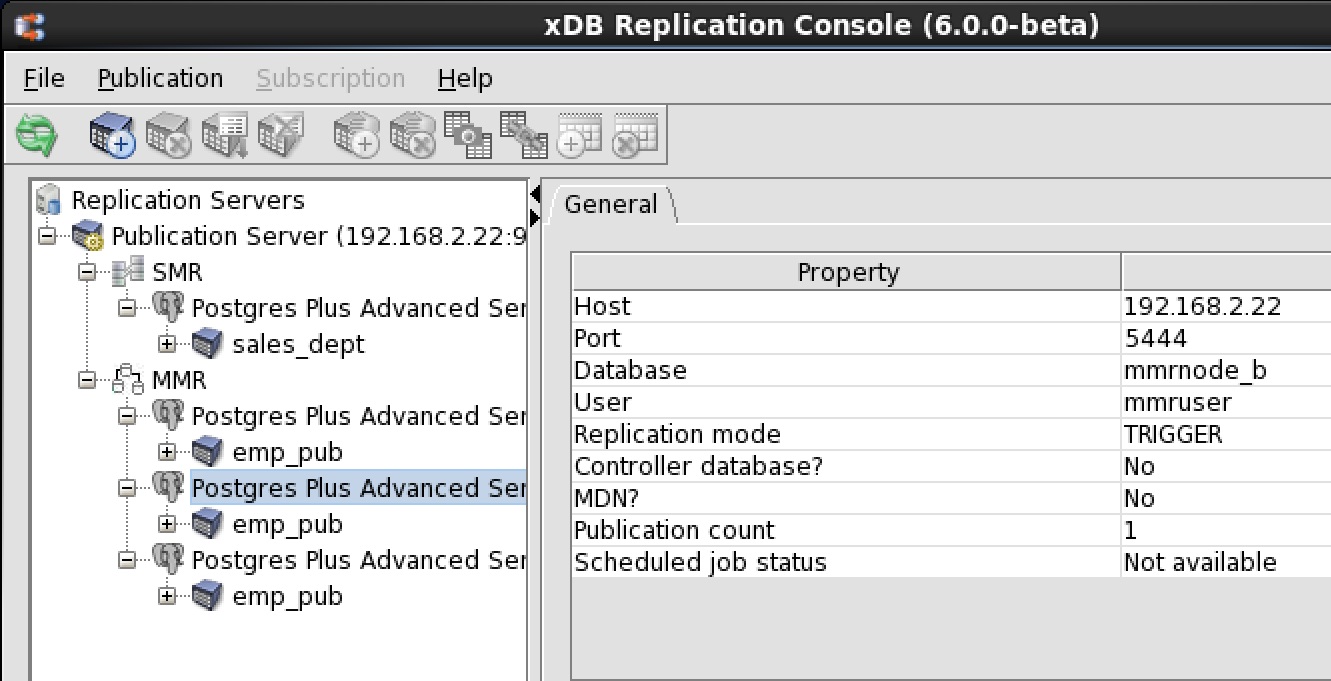 xDB Replication Console (6.0.0-beta)
File Publication Subscription Help
Replication Servers
Publication Server (192.168.2.22:9
SMR
Postgres Plus Advanced Ser
sales_dept
MMR
Postgres Plus Advanced Ser
emp_pub
Postgres Plus Advanced Ser
emp_pub
Postgres Plus Advanced Ser
emp_pub
General
Property
Host 192.168.2.22
Port 5444
Database mmrnode_b
User mmruser
Replication mode TRIGGER
Controller database? No
MDN? No
Publication count 1
Scheduled job status Not available